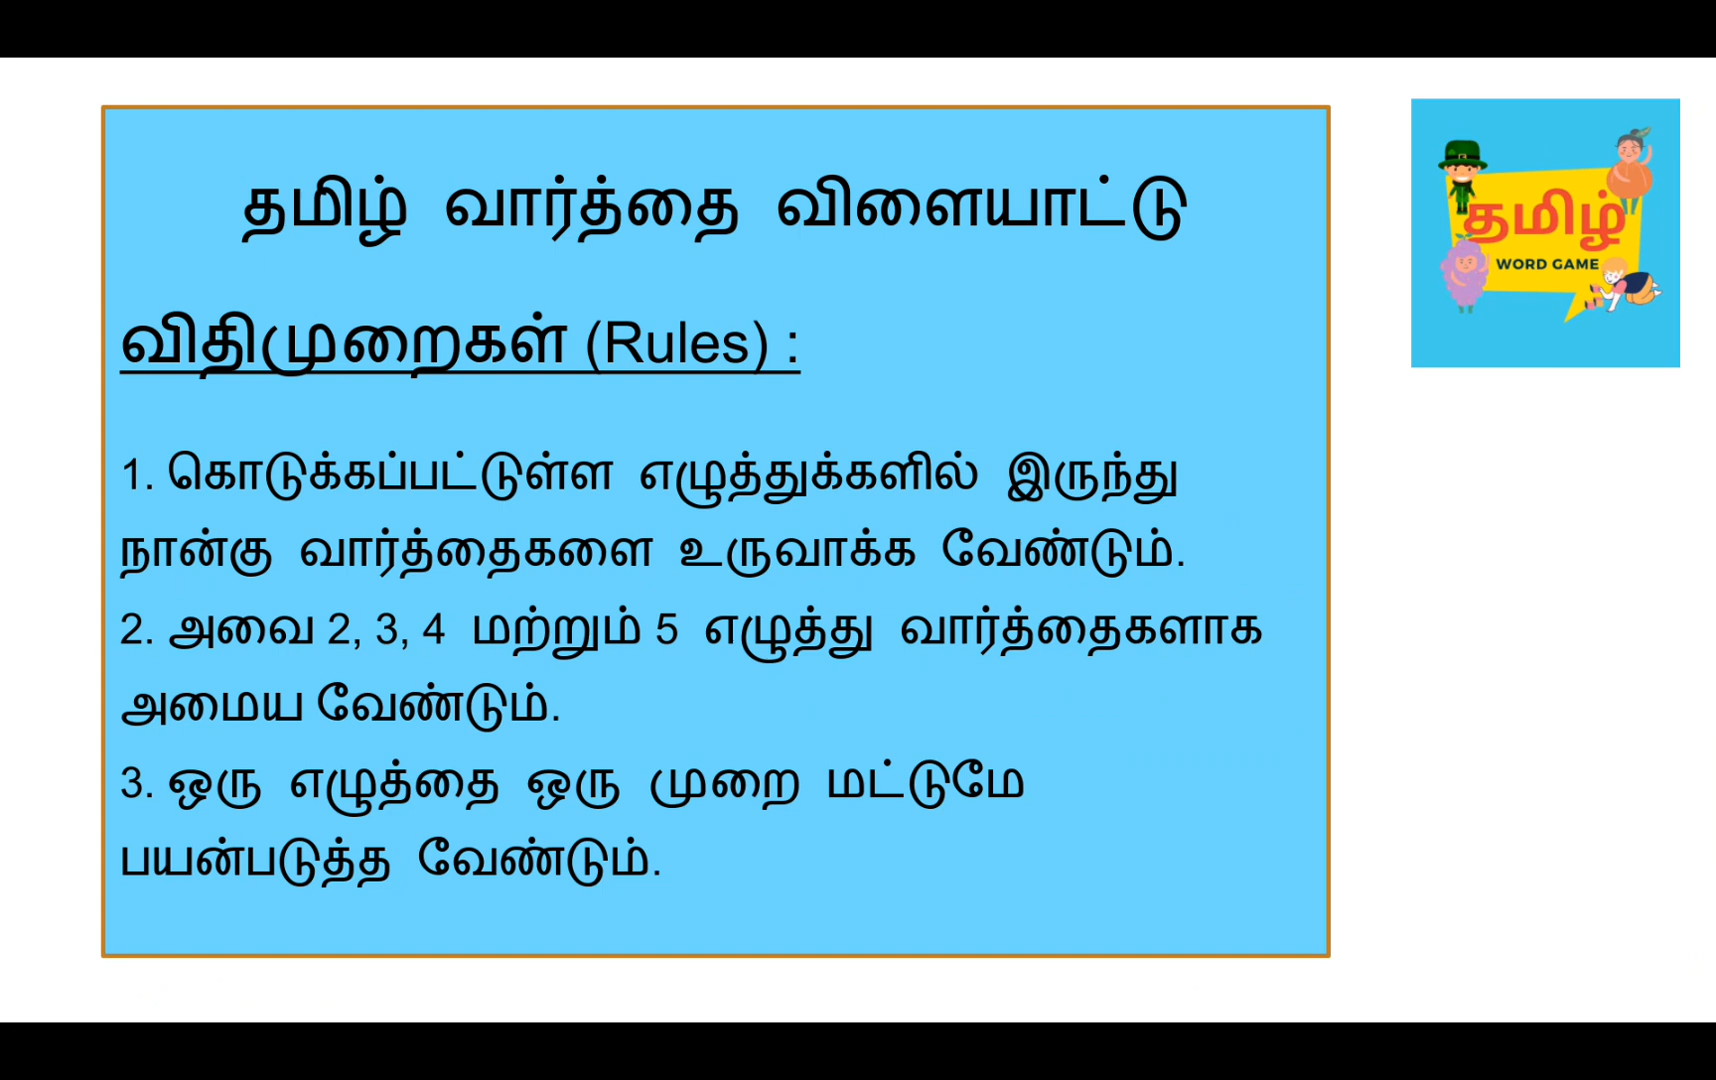 தமிழ் வார்த்தை விளையாட்டு
விதிமுறைகள் (Rules) :
1. கொடுக்கப்பட்டுள்ள எழுத்துக்களில் இருந்து
நான்கு வார்த்தைகளை உருவாக்க வேண்டும்.
2. அவை 2, 3, 4 மற்றும் 5 எழுத்து வார்த்தைகளாக
அமைய வேண்டும்.
3. ஒரு எழுத்தை ஒரு முறை மட்டுமே
பயன்படுத்த வேண்டும்.
தமிழ்
WORD GAME